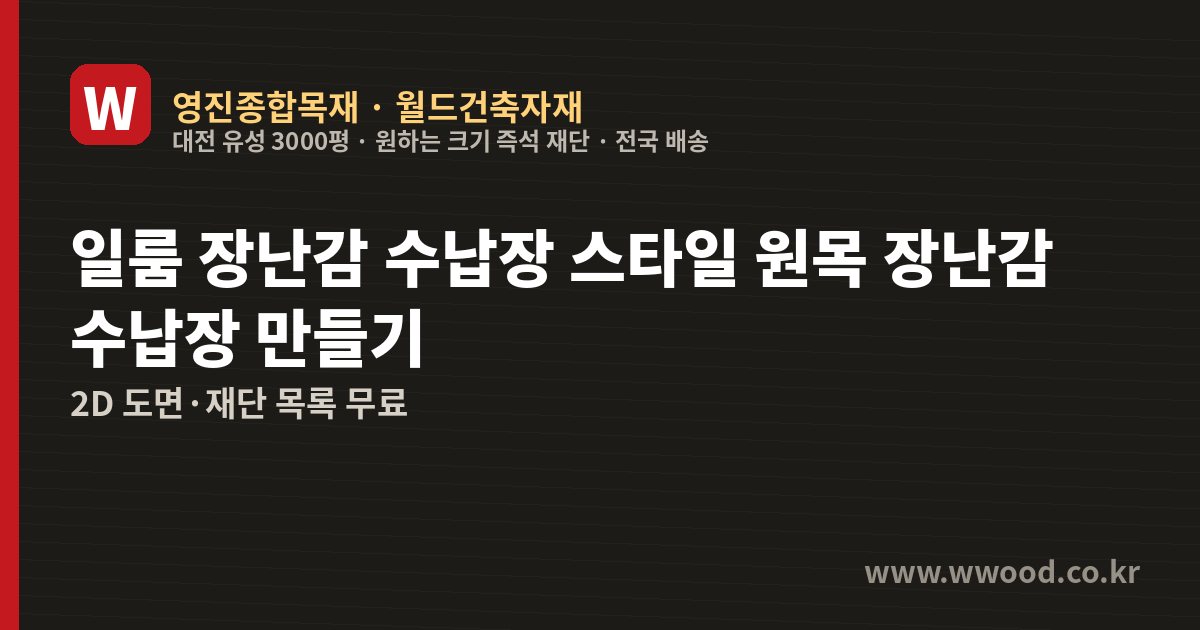 W
영진종합목재 · 월드건축자재
대전 유성 3000평 · 원하는 크기 즉석 재단 · 전국 배송
일룸 장난감 수납장 스타일 원목 장난감
수납장 만들기
2D 도면·재단 목록 무료
www.wwood.co.kr